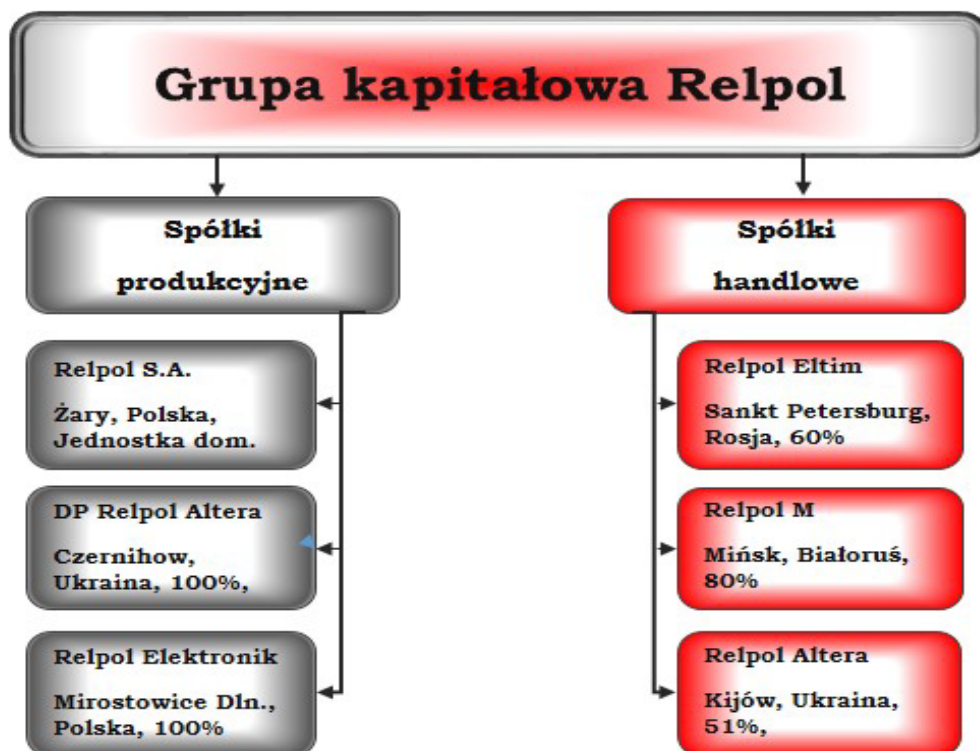 Grupa kapitałowa Relpol
Spółki
produkcyjne
Relpol S.A.
Żary, Polska,
Jednostka dom.
DP Relpol Altera
Czernihow,
Ukraina, 100%,
Relpol Elektronik
Mirostowice Dln.,
Polska, 100%
Spółki
handlowe
Relpol Eltim
Sankt Petersburg,
Rosja, 60%
Relpol M
Mińsk, Białoruś,
80%
Relpol Altera
Kijów, Ukraina,
51%,